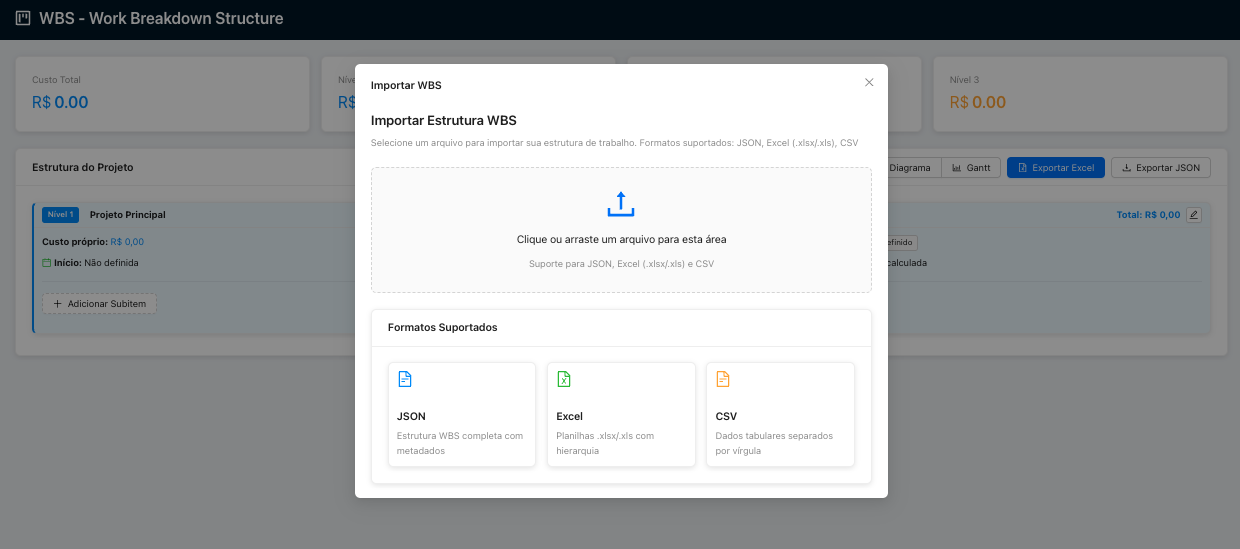 WBS - Work Breakdown Structure
Custo Total
R$ 0.00
R$
Nível 3
R$ 0.00
Importar WBS
Importar Estrutura WBS
Selecione um arquivo para importar sua estrutura de trabalho. Formatos suportados: JSON, Excel (.xlsx/.xls), CSV
Clique ou arraste um arquivo para esta área
Suporte para JSON, Excel (.xlsx/.xls) e CSV
Formatos Suportados
JSON
Estrutura WBS completa com
metadados
Excel
Planilhas .xlsx/.xls com
hierarquia
CSV
Dados tabulares separados
por vírgula
Estrutura do Projeto
Diagrama
Gantt
Exportar Excel
Exportar JSON
Nível 1
Projeto Principal
Total: R$ 0,00
Custo próprio: R$ 0,00
Início: Não definida
calculada
Adicionar Subitem